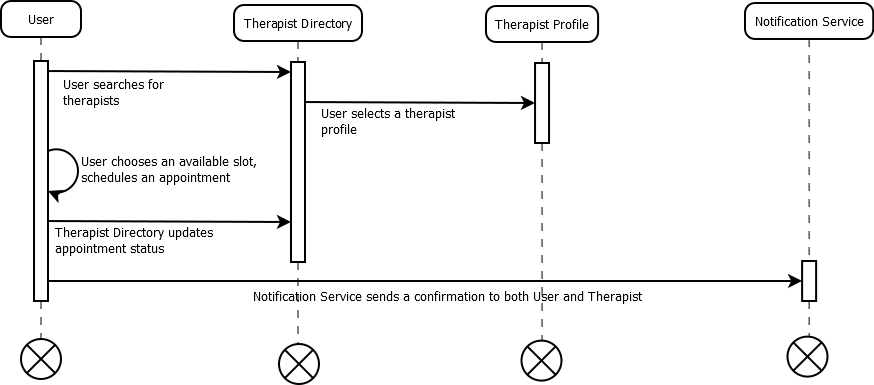 User
Therapist Directory
Therapist Profile
Notification Service
User searches for
therapists
User selects a therapist
profile
User chooses an available slot,
schedules an appointment
Therapist Directory updates
appointment status
Notification Service sends a confirmation to both User and Therapist